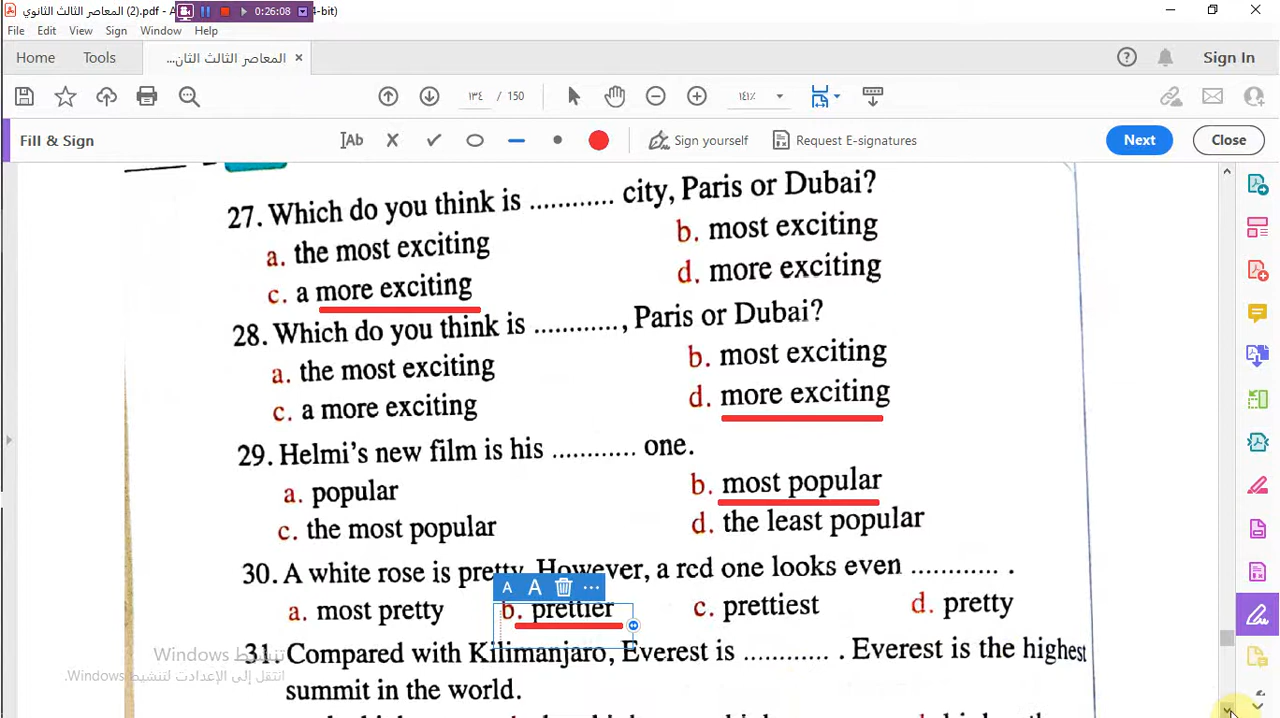 المعاصر الثالث الثانوي (2).pdf - A
0:26:08
4-bit)
File Edit View Sign Window Help
Home Tools
المعاصر الثالث الثان...
Sign In
١٣٤ / 150
١٤١٪
Fill & Sign
Ab
Sign yourself
Request E-signatures
Next
Close
27. Which do you think is ............ city, Paris or Dubai?
a. the most exciting
b. most exciting
c. a more exciting
d. more exciting
28. Which do you think is ............, Paris or Dubai?
a. the most exciting
b. most exciting
c. a more exciting
d. more exciting
29. Helmi's new film is his ............ one.
a. popular
b. most popular
c. the most popular
d. the least popular
30. A white rose is pretty. However, a red one looks even ............ .
A A
a. most pretty
b. prettier
c. prettiest
d. pretty
31. Compared with Kilimanjaro, Everest is ............ . Everest is the highest
summit in the world.
تنشيط Windows
انتقل إلى الإعدادت لتنشيط Windows.